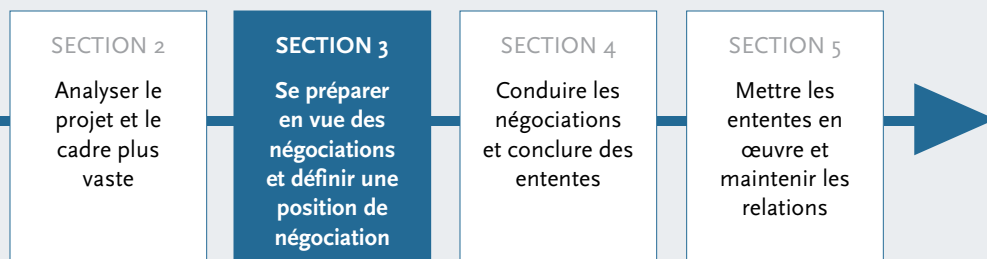 SECTION 2
Analyser le
projet et le
cadre plus
vaste
SECTION 3
Se préparer
en vue des
négociations
et définir une
position de
négociation
SECTION 4
Conduire les
négociations
et conclure des
ententes
SECTION 5
Mettre les
ententes en
œuvre et
maintenir les
relations